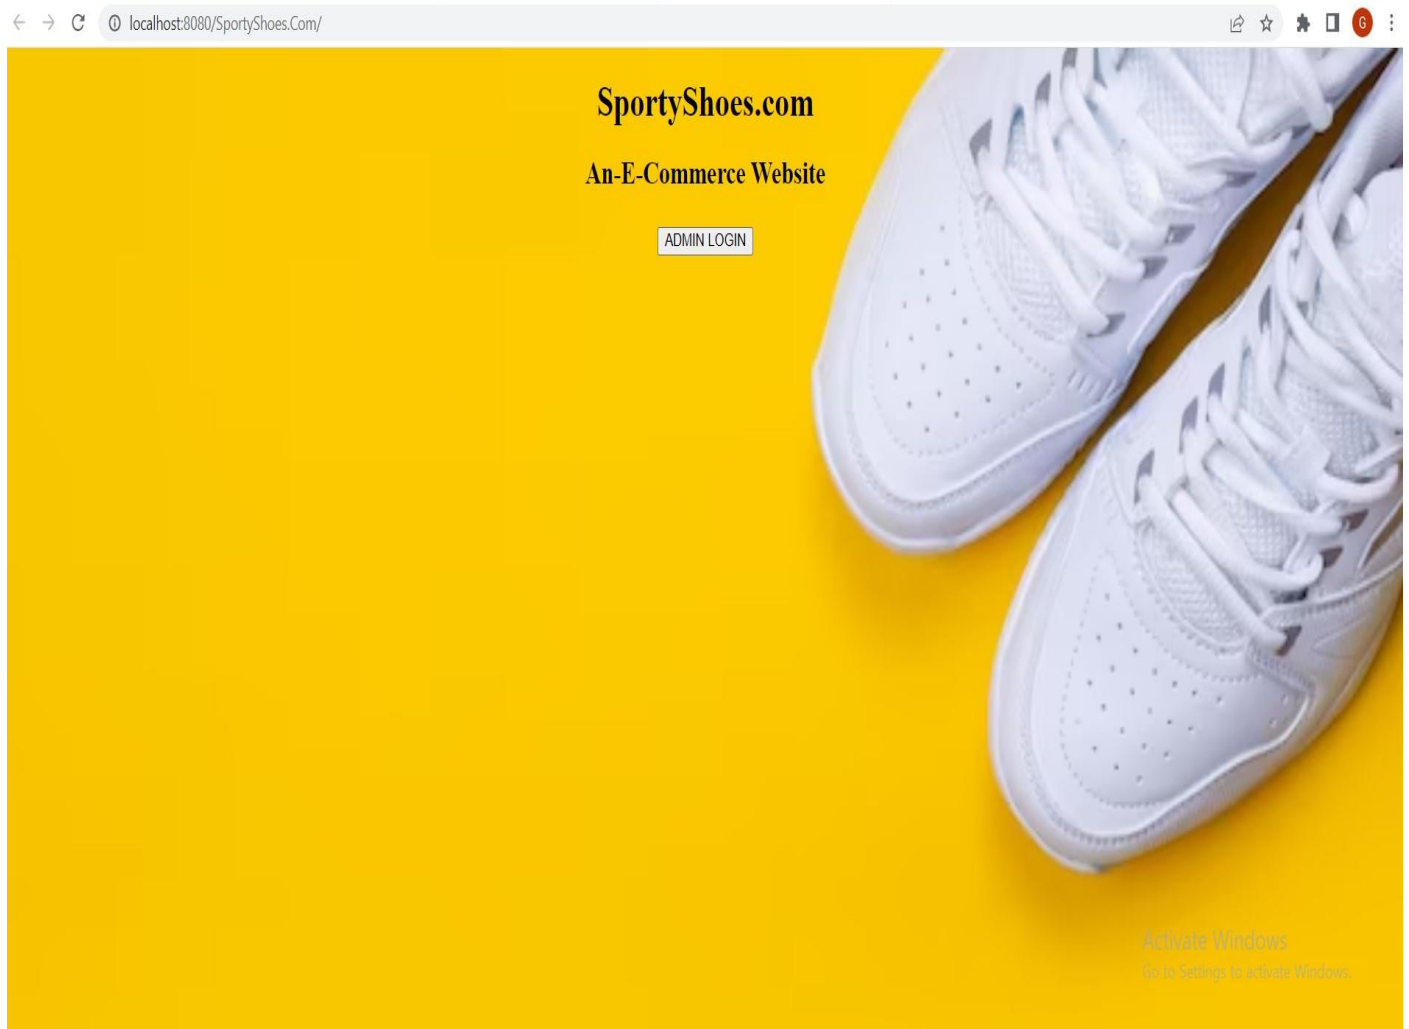 localhost:8080/SportyShoes.Com/
G
SportyShoes.com
An-E-Commerce Website
ADMIN LOGIN
Activate Windows
Go to Settings to activate Windows.